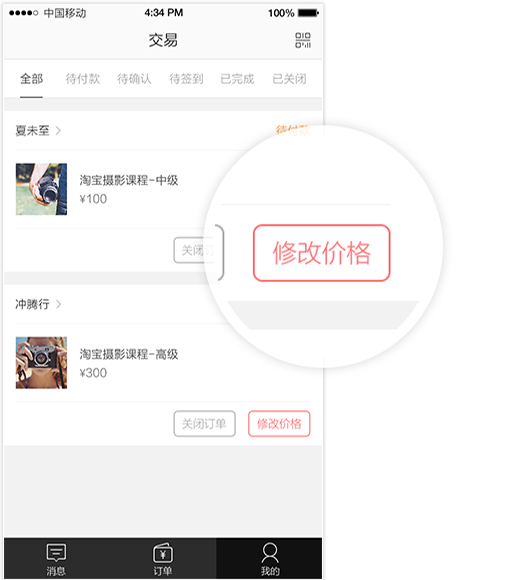 中国移动 4:34 PM 100%
交易
全部 待付款 待确认 待签到 已完成 已关闭
夏未至
待付款
淘宝摄影课程-中级
¥100
关闭订
修改价格
冲腾行
淘宝摄影课程-高级
¥300
关闭订单 修改价格
消息 订单 我的